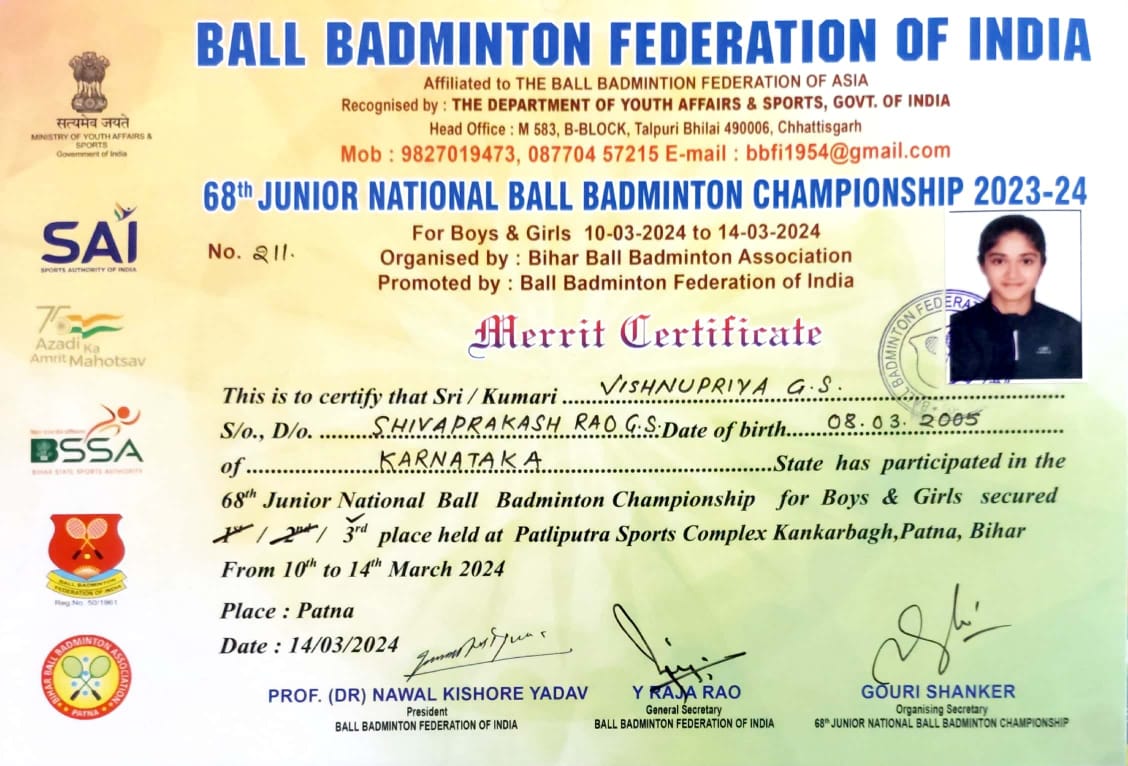 BALL BADMINTON FEDERATION OF INDIA
Affiliated to THE BALL BADMINTION FEDERATION OF ASIA
Recognised by : THE DEPARTMENT OF YOUTH AFFAIRS & SPORTS, GOVT. OF INDIA
Head Office : M 583, B-BLOCK, Talpuri Bhilai 490006, Chhattisgarh
Mob : 9827019473, 087704 57215 E-mail : bbfi1954@gmail.com
सत्यमेव जयते
MINISTRY OF YOUTH AFFAIRS &
SPORTS
Government of India
68th JUNIOR NATIONAL BALL BADMINTON CHAMPIONSHIP 2023-24
For Boys & Girls 10-03-2024 to 14-03-2024
No. 211.
Organised by : Bihar Ball Badminton Association
Promoted by : Ball Badminton Federation of India
SAI
SPORTS AUTHORITY OF INDIA
Merrit Certificate
BADMINTON FEDERA
75
Azadi Ka
Amrit Mahotsav
This is to certify that Sri / Kumari VISHNUPRIYA G.S.
S/o., D/o. SHIVAPRAKASH RAO G.S. Date of birth 08.03.2005
of KARNATAKA State has participated in the
68th Junior National Ball Badminton Championship for Boys & Girls secured
1st / 2nd / 3rd place held at Patliputra Sports Complex Kankarbagh,Patna, Bihar
From 10th to 14th March 2024
BSSA
BIHAR STATE SPORTS AUTHORITY
BALL BADMINTON
FEDERATION OF INDIA
Reg.No. 50/1961
Place : Patna
Date : 14/03/2024
BIHAR BALL BADMINTON ASSOCIATION
PATNA
PROF. (DR) NAWAL KISHORE YADAV
President
BALL BADMINTON FEDERATION OF INDIA
Y RAJA RAO
General Secretary
BALL BADMINTON FEDERATION OF INDIA
GOURI SHANKER
Organising Secretary
68th JUNIOR NATIONAL BALL BADMINTON CHAMPIONSHIP